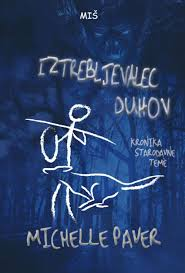 MIŠ
IZTREBLJEVALEC
DUHOV
KRONIKA
STARODAVNE
TEME
MICHELLE PAVER